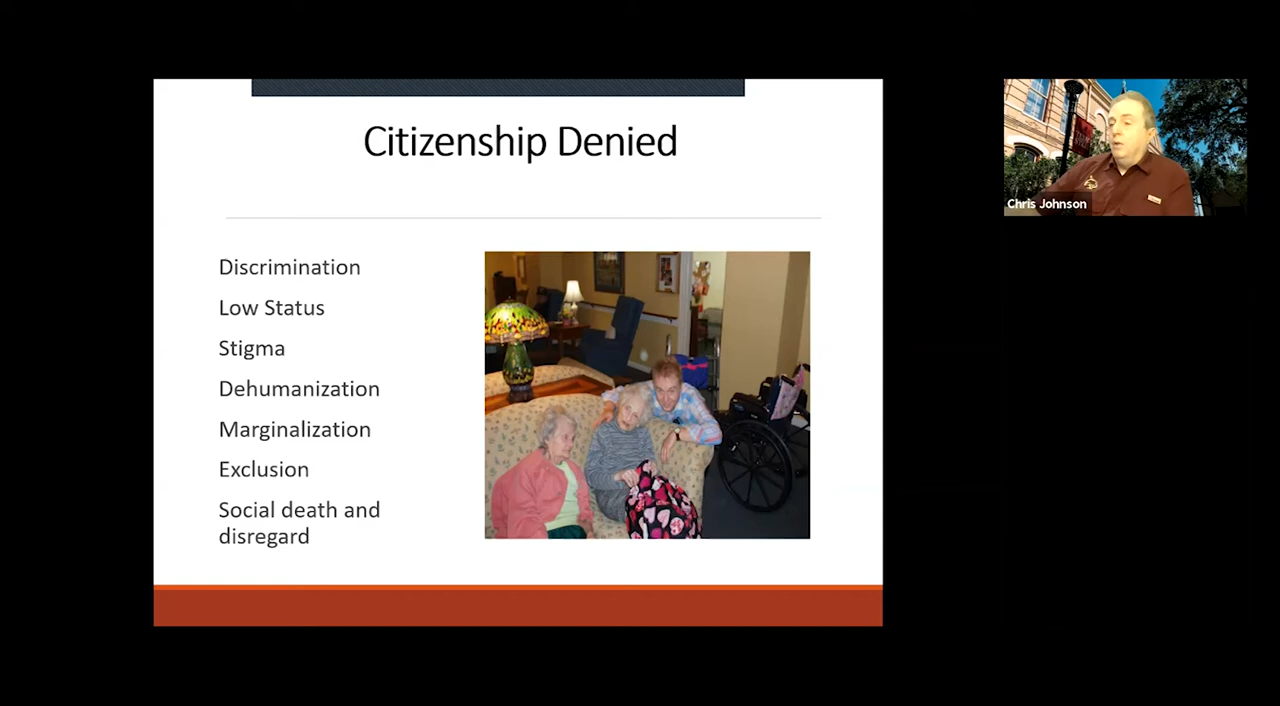 Citizenship Denied
Discrimination
Low Status
Stigma
Dehumanization
Marginalization
Exclusion
Social death and
disregard
Chris Johnson